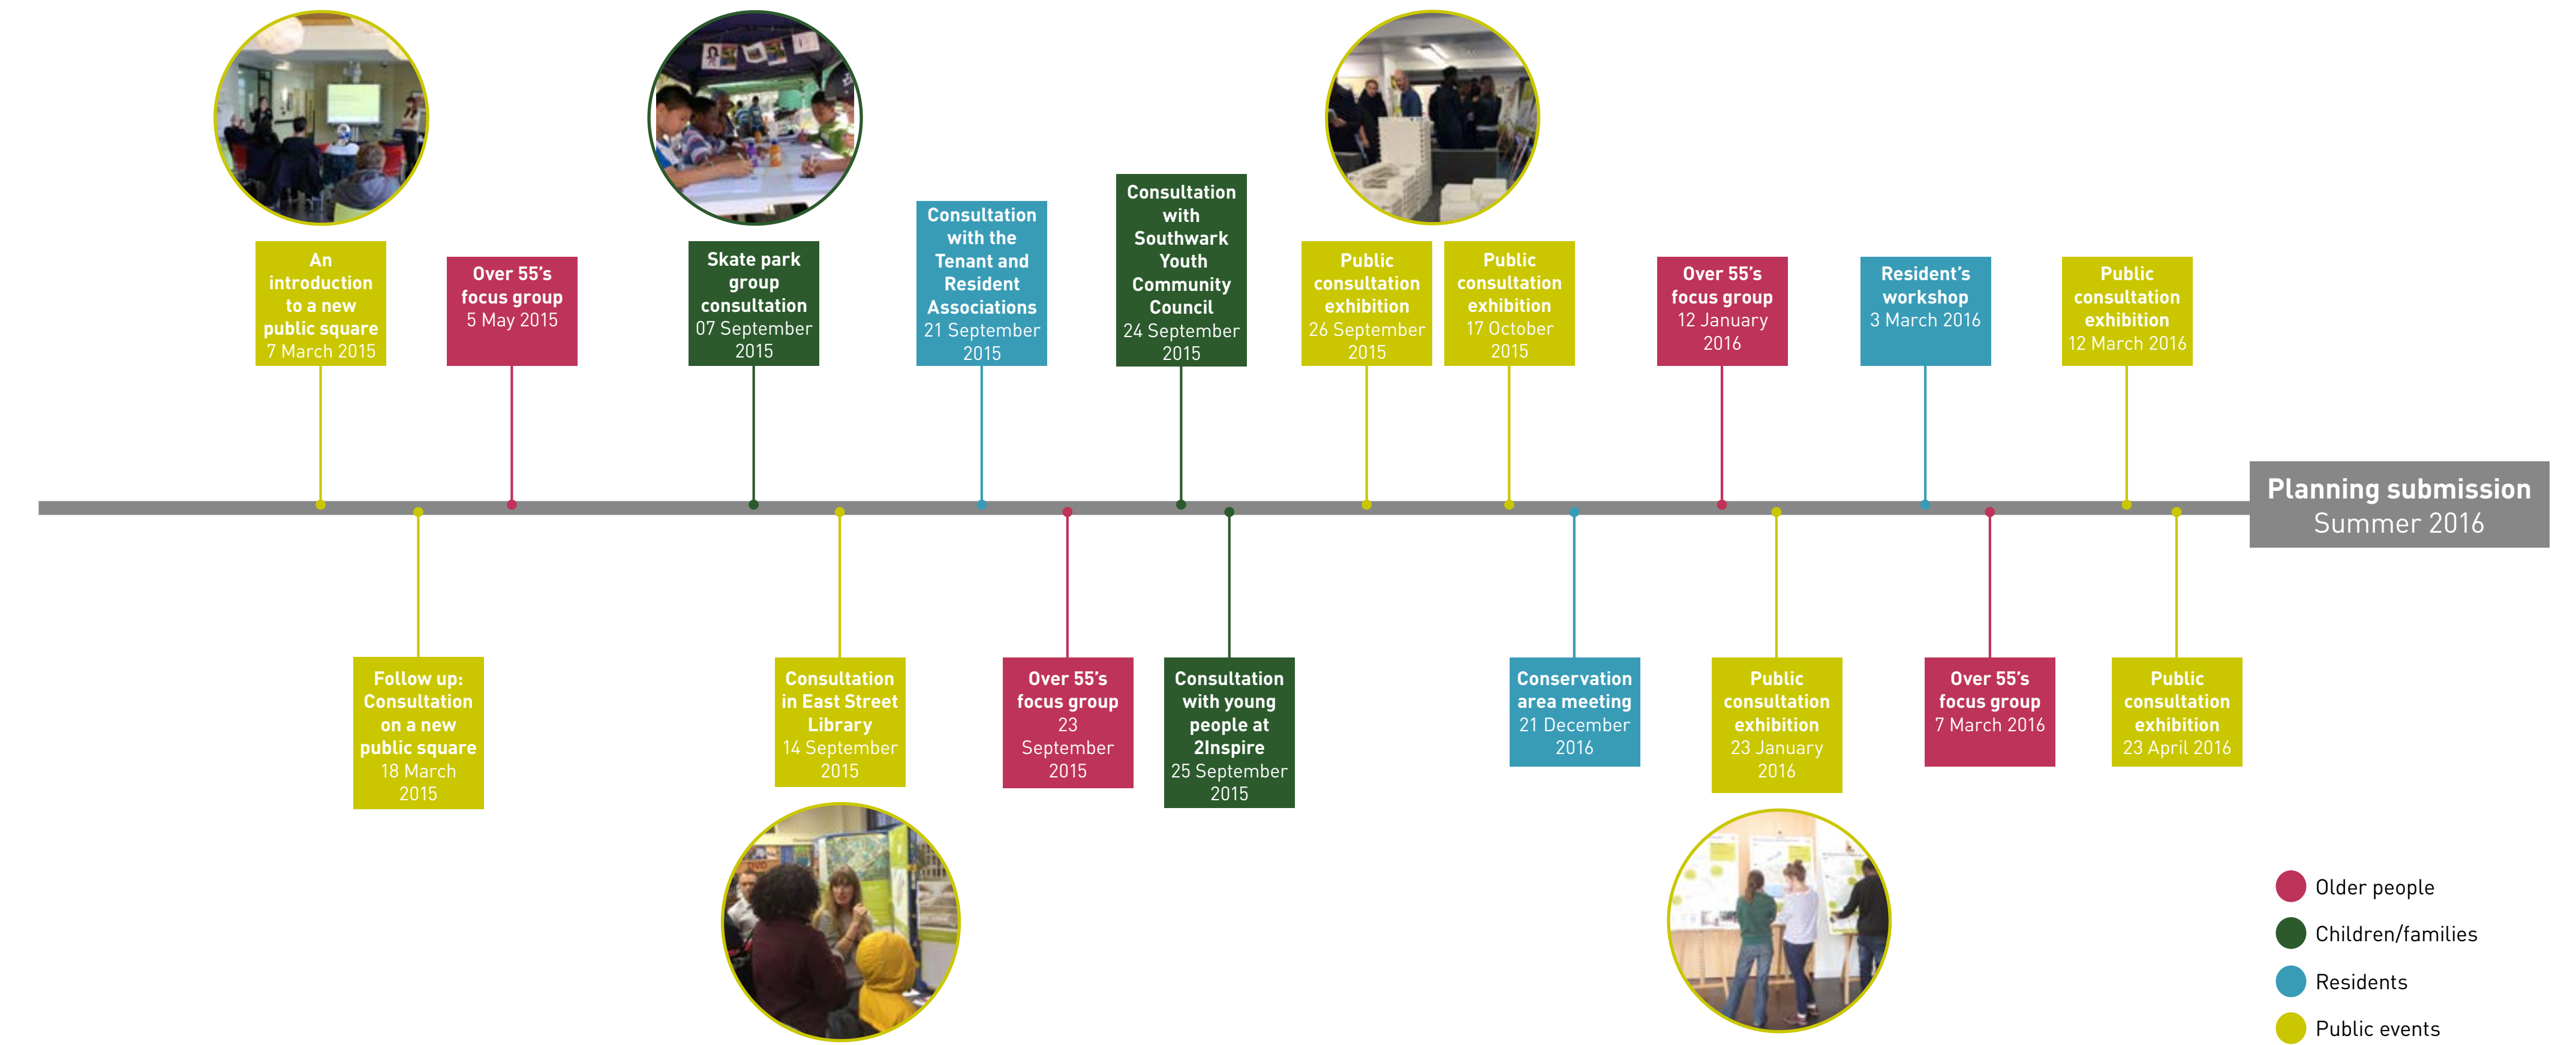 An
introduction
to a new
public square
7 March 2015
Over 55's
focus group
5 May 2015
Skate park
group
consultation
07 September
2015
Consultation
with the
Tenant and
Resident
Associations
21 September
2015
Consultation
with
Southwark
Youth
Community
Council
24 September
2015
Public
consultation
exhibition
26 September
2015
Public
consultation
exhibition
17 October
2015
Over 55's
focus group
12 January
2016
Resident's
workshop
3 March 2016
Public
consultation
exhibition
12 March 2016
Planning submission
Summer 2016
Follow up:
Consultation
on a new
public square
18 March
2015
Consultation
in East Street
Library
14 September
2015
Over 55's
focus group
23
September
2015
Consultation
with young
people at
2Inspire
25 September
2015
Conservation
area meeting
21 December
2016
Public
consultation
exhibition
23 January
2016
Over 55's
focus group
7 March 2016
Public
consultation
exhibition
23 April 2016
DVD
Older people
Children/families
Residents
Public events